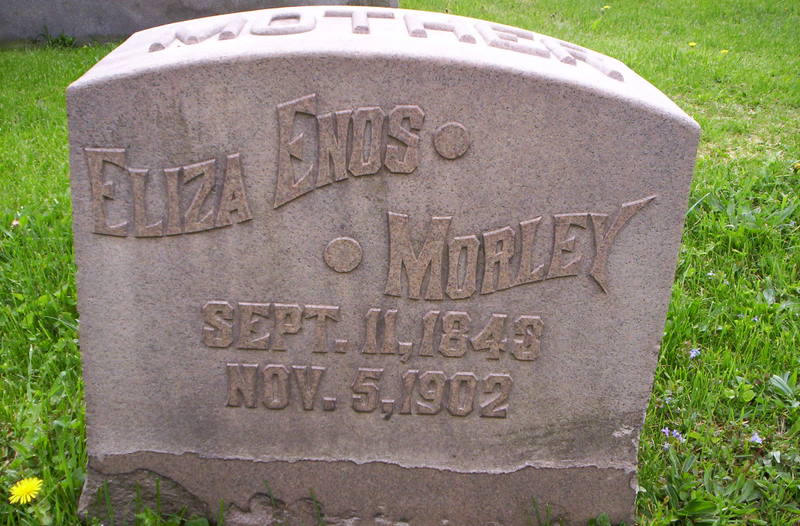 MOTHER
ELIZA ENOS
MORLEY
SEPT. 11, 1843
NOV. 5, 1902